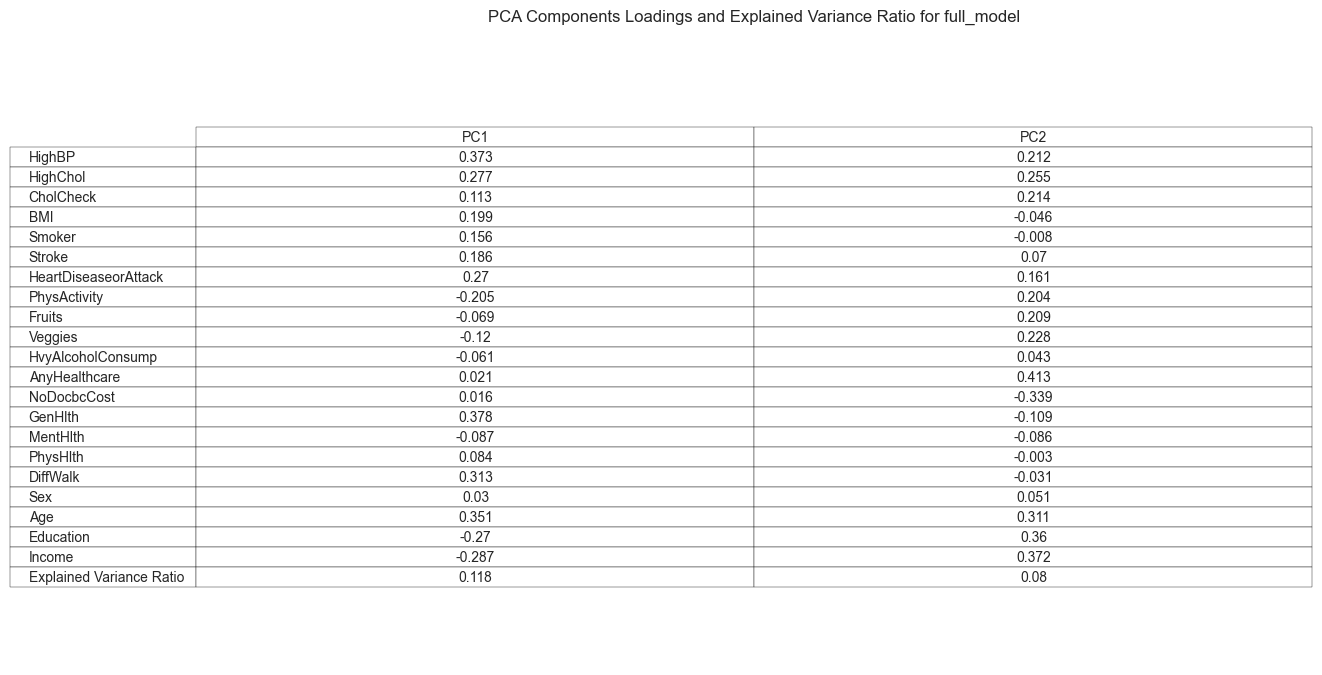 PCA Components Loadings and Explained Variance Ratio for full_model
PC1 PC2
HighBP 0.373 0.212
HighChol 0.277 0.255
CholCheck 0.113 0.214
BMI 0.199 -0.046
Smoker 0.156 -0.008
Stroke 0.186 0.07
HeartDiseaseorAttack 0.27 0.161
PhysActivity -0.205 0.204
Fruits -0.069 0.209
Veggies -0.12 0.228
HvyAlcoholConsump -0.061 0.043
AnyHealthcare 0.021 0.413
NoDocbcCost 0.016 -0.339
GenHlth 0.378 -0.109
MentHlth -0.087 -0.086
PhysHlth 0.084 -0.003
DiffWalk 0.313 -0.031
Sex 0.03 0.051
Age 0.351 0.311
Education -0.27 0.36
Income -0.287 0.372
Explained Variance Ratio 0.118 0.08